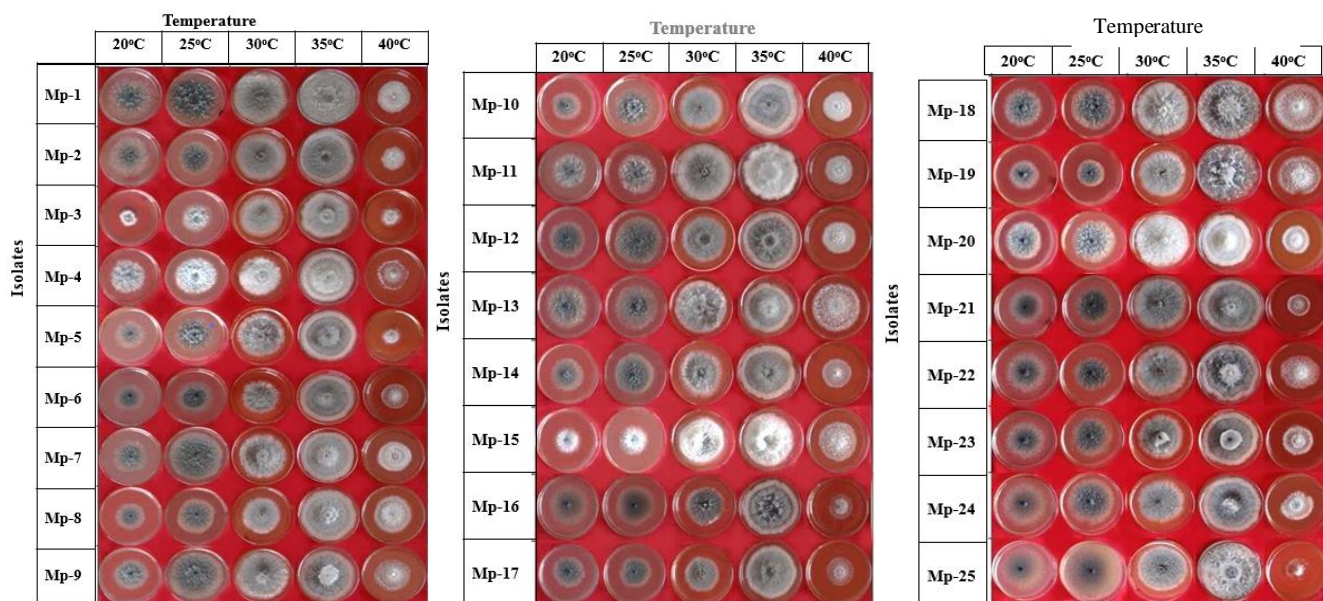 Temperature
20°C 25°C 30°C 35°C 40°C
Isolates
Mp-1
Mp-2
Mp-3
Mp-4
Mp-5
Mp-6
Mp-7
Mp-8
Mp-9
Temperature
20°C 25°C 30°C 35°C 40°C
Isolates
Mp-10
Mp-11
Mp-12
Mp-13
Mp-14
Mp-15
Mp-16
Mp-17
Temperature
20°C 25°C 30°C 35°C 40°C
Isolates
Mp-18
Mp-19
Mp-20
Mp-21
Mp-22
Mp-23
Mp-24
Mp-25